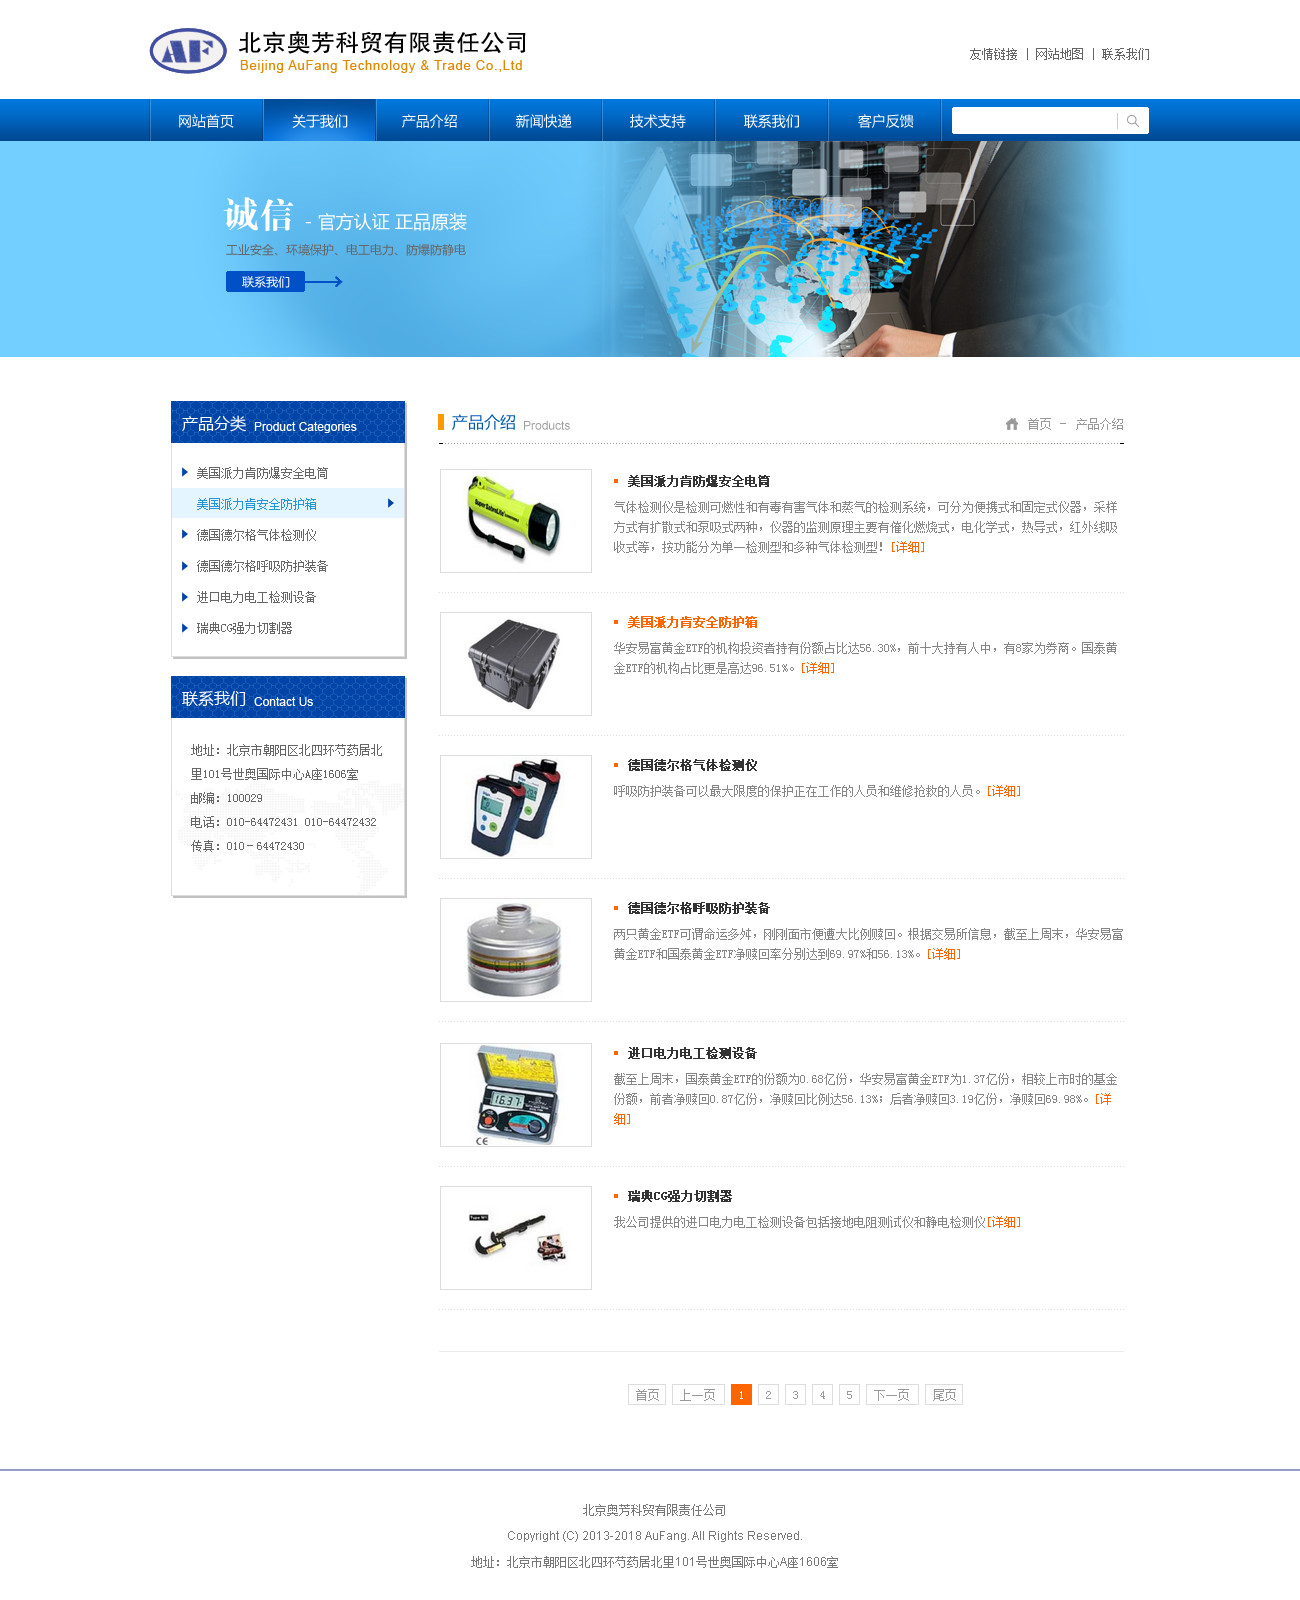 AF 北京奥芳科贸有限责任公司
Beijing AuFang Technology & Trade Co.,Ltd
友情链接 | 网站地图 | 联系我们
网站首页 关于我们 产品介绍 新闻快递 技术支持 联系我们 客户反馈
诚信 - 官方认证 正品原装
工业安全、环境保护、电工电力、防爆防静电
联系我们
产品分类 Product Categories
美国派力肯防爆安全电筒
美国派力肯安全防护箱
德国德尔格气体检测仪
德国德尔格呼吸防护装备
进口电力电工检测设备
瑞典CG强力切割器
联系我们 Contact Us
地址：北京市朝阳区北四环芍药居北
里101号世奥国际中心A座1606室
邮编：100029
电话：010-64472431 010-64472432
传真：010－64472430
产品介绍 Products
首页 - 产品介绍
美国派力肯防爆安全电筒
气体检测仪是检测可燃性和有毒有害气体和蒸气的检测系统，可分为便携式和固定式仪器，采样
方式有扩散式和泵吸式两种，仪器的监测原理主要有催化燃烧式，电化学式，热导式，红外线吸
收式等，按功能分为单一检测型和多种气体检测型！[详细]
美国派力肯安全防护箱
华安易富黄金ETF的机构投资者持有份额占比达56.30%，前十大持有人中，有8家为券商。国泰黄
金ETF的机构占比更是高达96.51%。[详细]
德国德尔格气体检测仪
呼吸防护装备可以最大限度的保护正在工作的人员和维修抢救的人员。[详细]
德国德尔格呼吸防护装备
两只黄金ETF可谓命运多舛，刚刚面市便遭大比例赎回。根据交易所信息，截至上周末，华安易富
黄金ETF和国泰黄金ETF净赎回率分别达到69.97%和56.13%。[详细]
16.37
CE
进口电力电工检测设备
截至上周末，国泰黄金ETF的份额为0.68亿份，华安易富黄金ETF为1.37亿份，相较上市时的基金
份额，前者净赎回0.87亿份，净赎回比例达56.13%；后者净赎回3.19亿份，净赎回69.98%。[详
细]
瑞典CG强力切割器
我公司提供的进口电力电工检测设备包括接地电阻测试仪和静电检测仪[详细]
首页 上一页 1 2 3 4 5 下一页 尾页
北京奥芳科贸有限责任公司
Copyright (C) 2013-2018 AuFang. All Rights Reserved.
地址：北京市朝阳区北四环芍药居北里101号世奥国际中心A座1606室